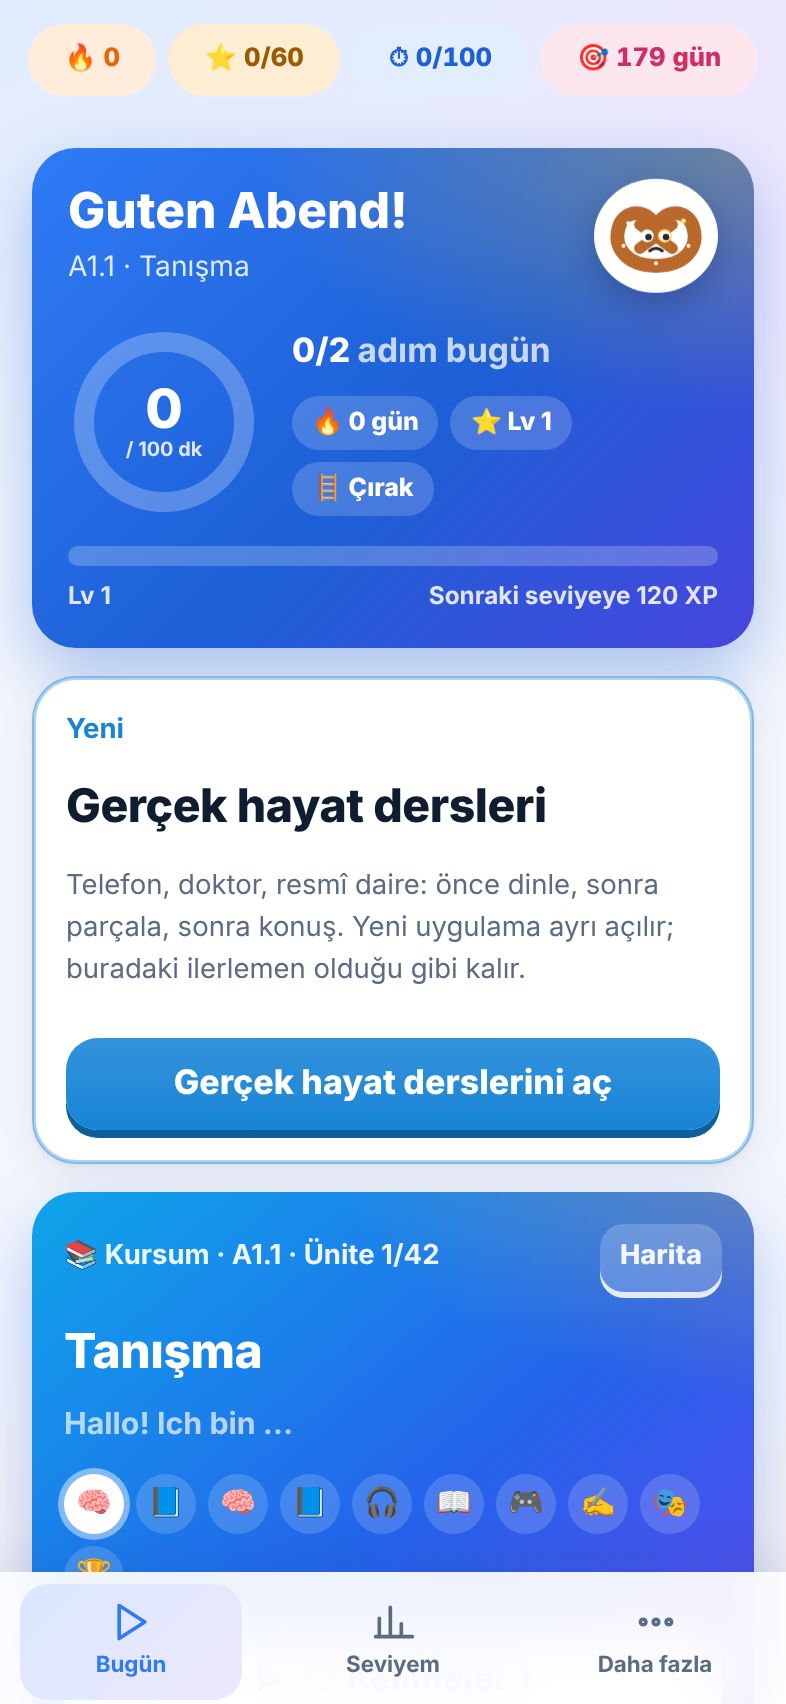 🔥 0 ⭐ 0/60 ⏱ 0/100 🎯 179 gün
Guten Abend!
A1.1 · Tanışma
0/2 adım bugün
0
/ 100 dk
🔥 0 gün ⭐ Lv 1
🪜 Çırak
Lv 1 Sonraki seviyeye 120 XP
Yeni
Gerçek hayat dersleri
Telefon, doktor, resmî daire: önce dinle, sonra
parçala, sonra konuş. Yeni uygulama ayrı açılır;
buradaki ilerlemen olduğu gibi kalır.
Gerçek hayat derslerini aç
📚 Kursum · A1.1 · Ünite 1/42 Harita
Tanışma
Hallo! Ich bin …
Bugün Seviyem Daha fazla